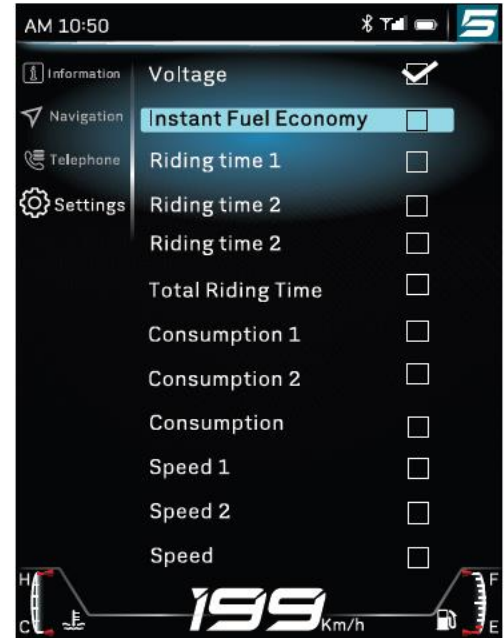 AM 10:50
5
Information
Navigation
Telephone
Settings
Voltage
Instant Fuel Economy
Riding time 1
Riding time 2
Riding time 2
Total Riding Time
Consumption 1
Consumption 2
Consumption
Speed 1
Speed 2
Speed
H
C
199 Km/h
F
E